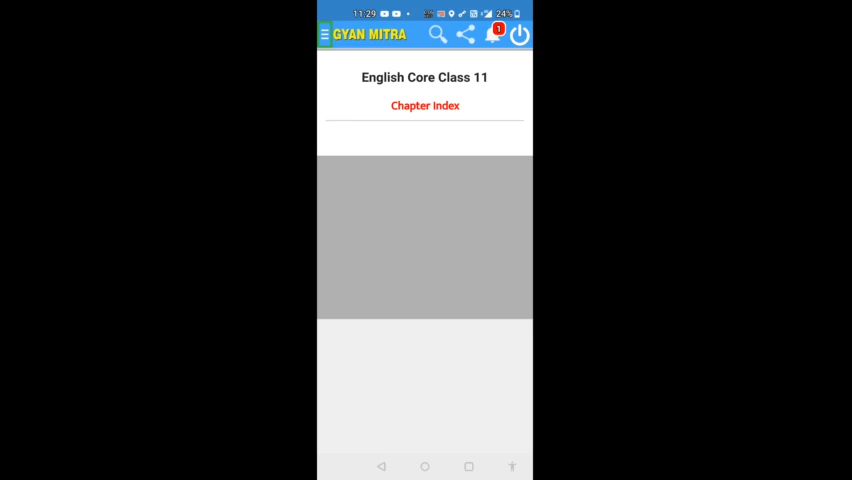 11:29 24%
GYAN MITRA 1
English Core Class 11
Chapter Index